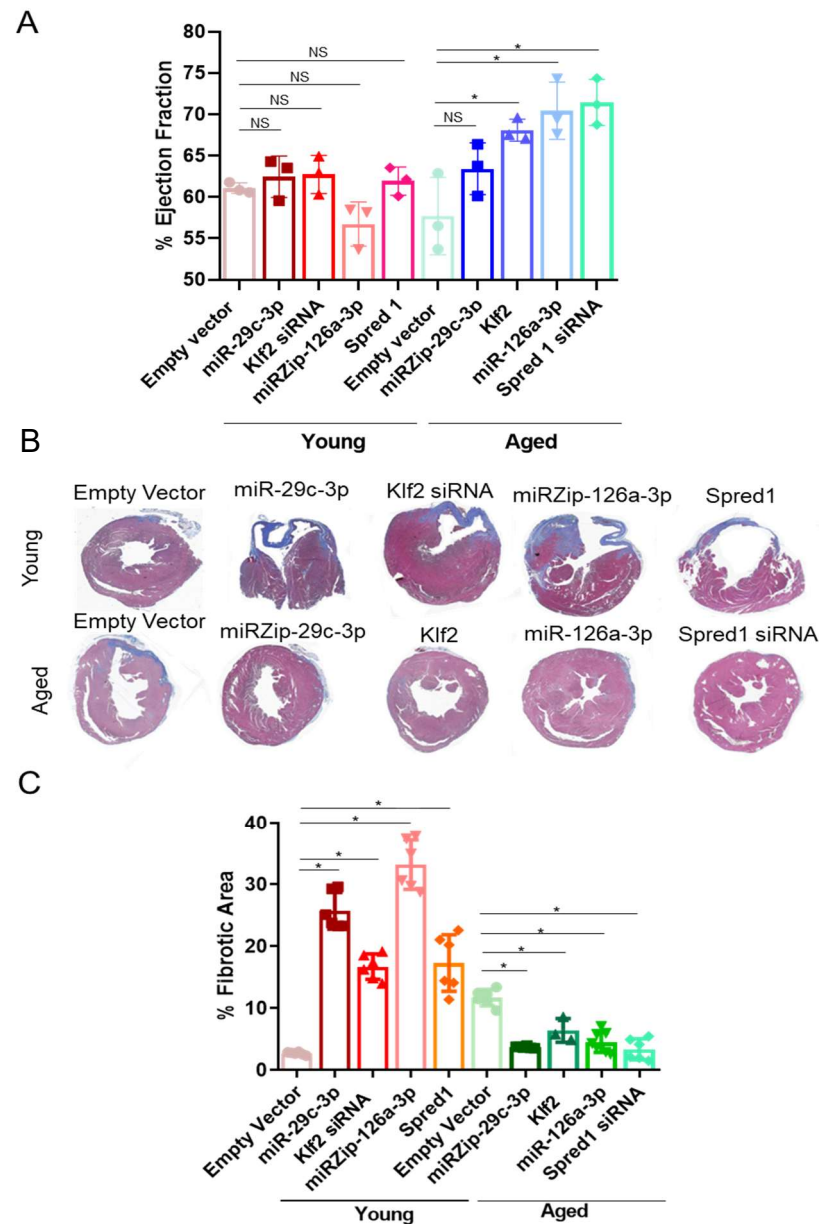 A
% Ejection Fraction
80
75
70
65
60
55
50
NS
NS
NS
NS
*
*
*
NS
Empty vector
miR-29c-3p
Klf2 siRNA
miRZip-126a-3p
Spred 1
Empty vector
miRZip-29c-3p
Klf2
miR-126a-3p
Spred 1 siRNA
Young
Aged
B
Young
Empty Vector
miR-29c-3p
Klf2 siRNA
miRZip-126a-3p
Spred1
Aged
Empty Vector
miRZip-29c-3p
Klf2
miR-126a-3p
Spred1 siRNA
C
% Fibrotic Area
40
30
20
10
0
*
*
*
*
*
*
*
*
Empty Vector
miR-29c-3p
Klf2 siRNA
miRZip-126a-3p
Spred1
Empty Vector
miRZip-29c-3p
Klf2
miR-126a-3p
Spred1 siRNA
Young
Aged